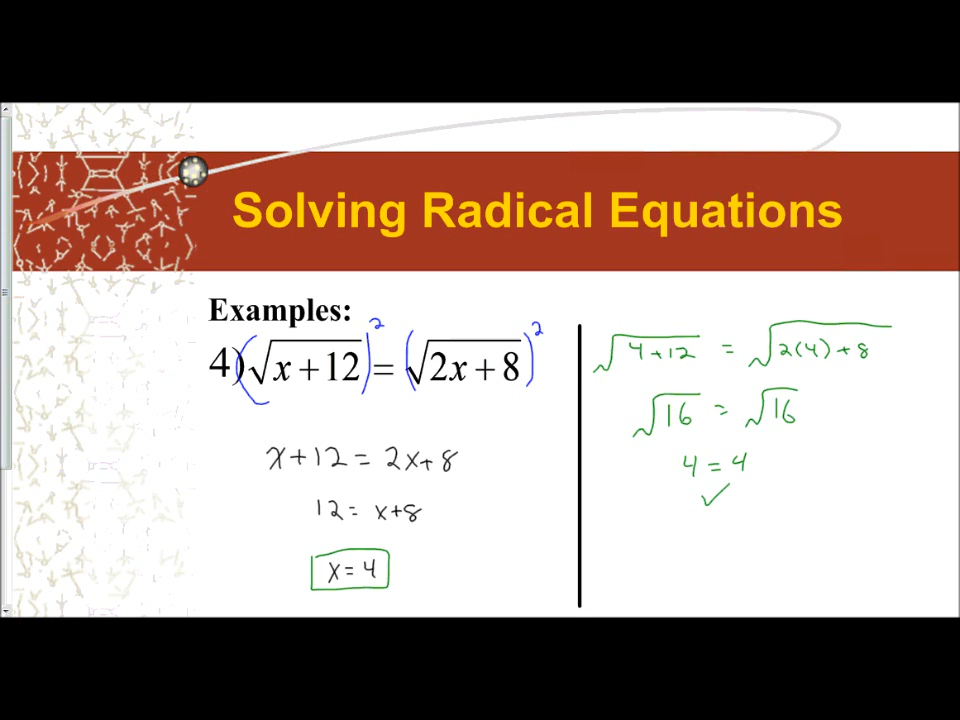 Solving Radical Equations
Examples:
4) (√(x + 12))² = (√(2x + 8))²
x + 12 = 2x + 8
12 = x + 8
x = 4
√(4 + 12) = √(2(4) + 8)
√16 = √16
4 = 4
✓